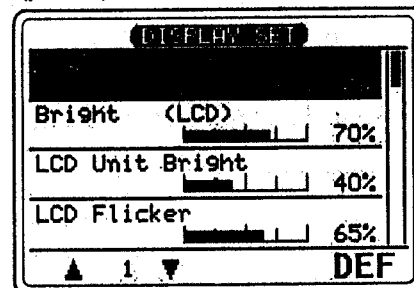 DISPLAY SET
Bright (LCD)
70%
LCD Unit Bright
40%
LCD Flicker
65%
▲ 1 ▼ DEF